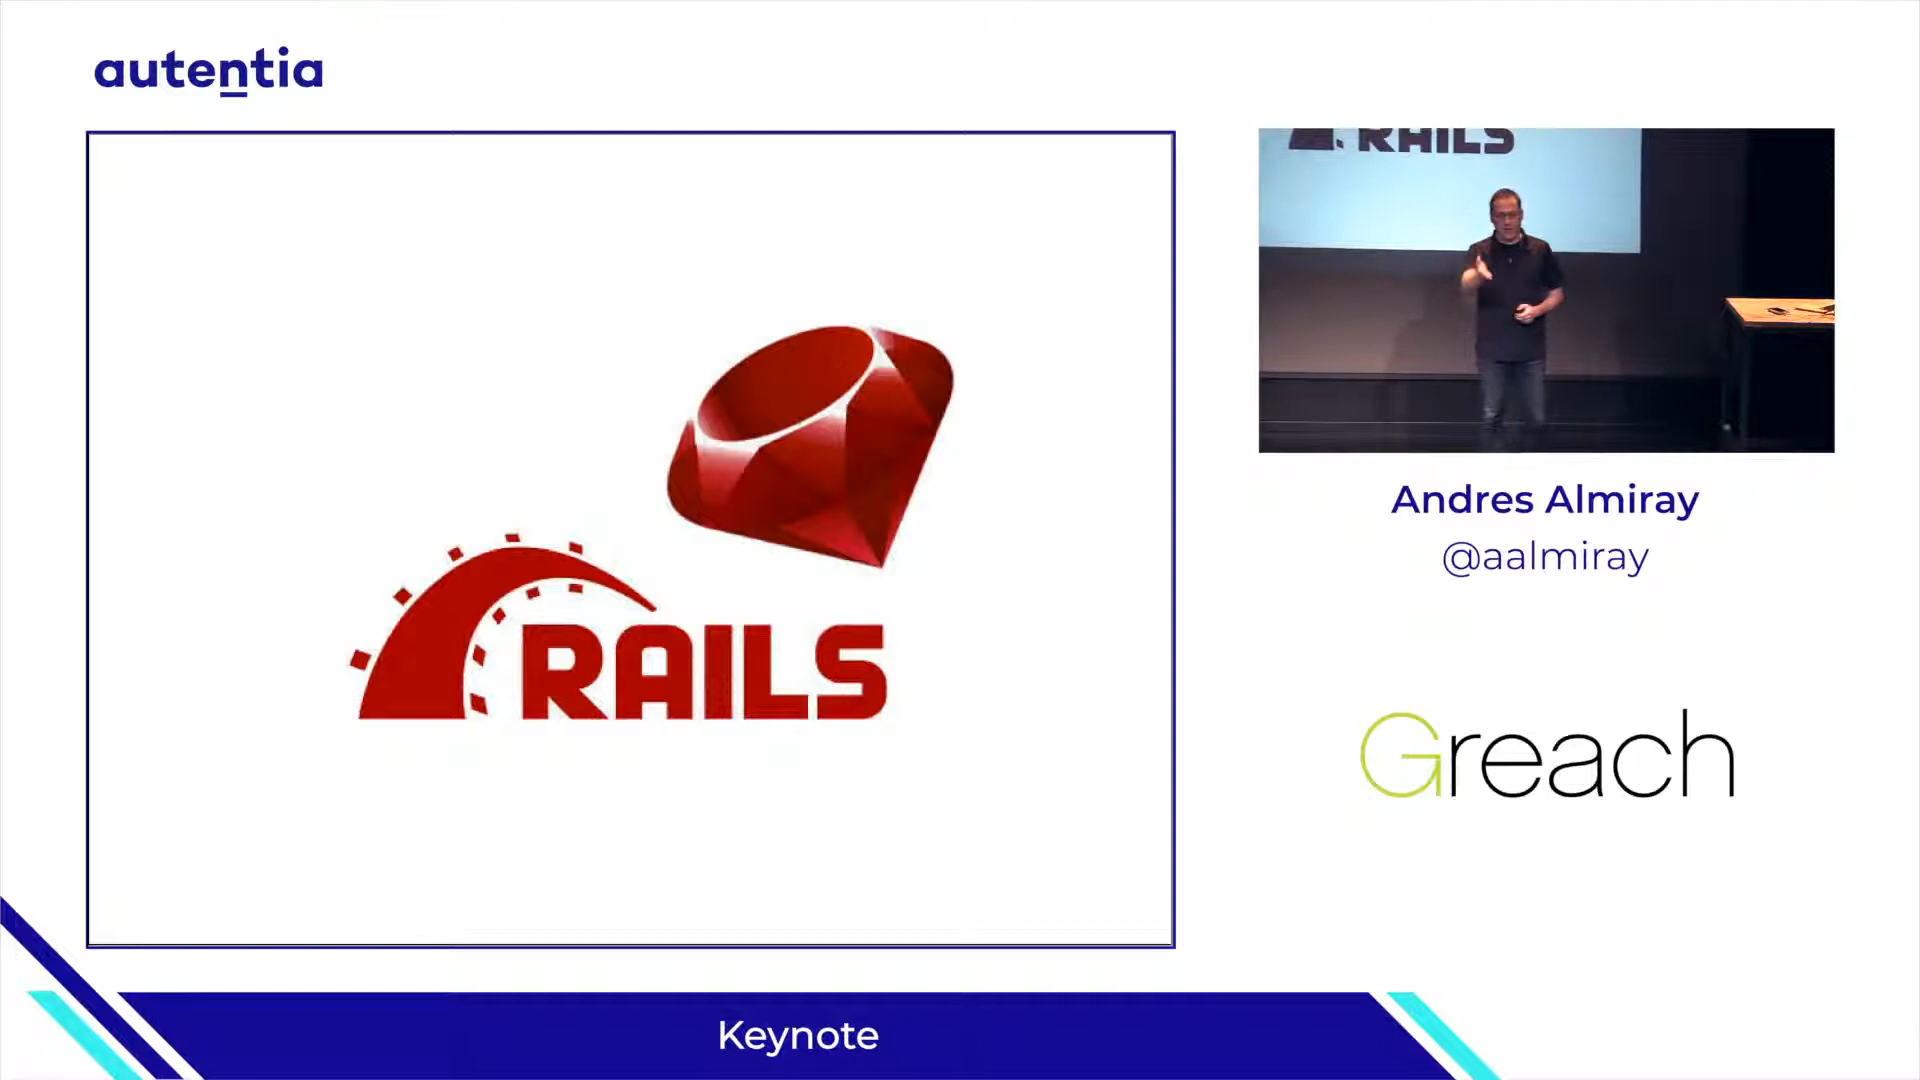 autentia
RAILS
RAILS
Andres Almiray
@aalmiray
Greach
Keynote